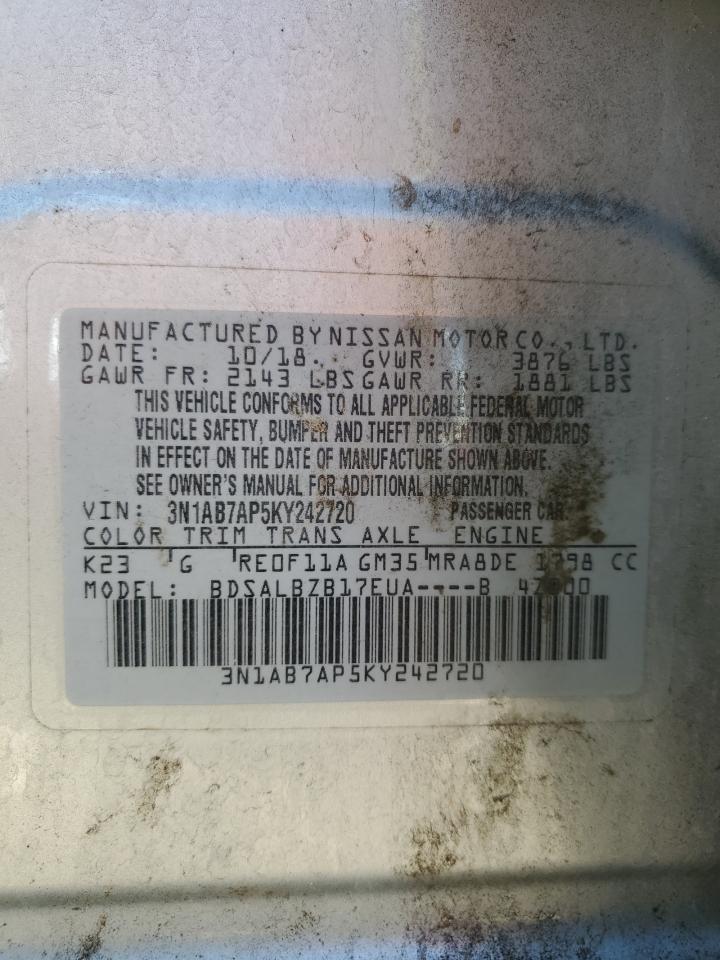 MANUFACTURED BY NISSAN MOTOR CO., LTD.
DATE: 10/18. GVWR: 3876 LBS
GAWR FR: 2143 LBS GAWR RR: 1881 LBS
THIS VEHICLE CONFORMS TO ALL APPLICABLE FEDERAL MOTOR
VEHICLE SAFETY, BUMPER AND THEFT PREVENTION STANDARDS
IN EFFECT ON THE DATE OF MANUFACTURE SHOWN ABOVE.
SEE OWNER'S MANUAL FOR ADDITIONAL INFORMATION.
VIN: 3N1AB7AP5KY242720 PASSENGER CAR
COLOR TRIM TRANS AXLE ENGINE
K23 G RE0F11A GM35 MRA8DE 1798 CC
MODEL: BDSALBZB17EUA----B
3N1AB7AP5KY242720